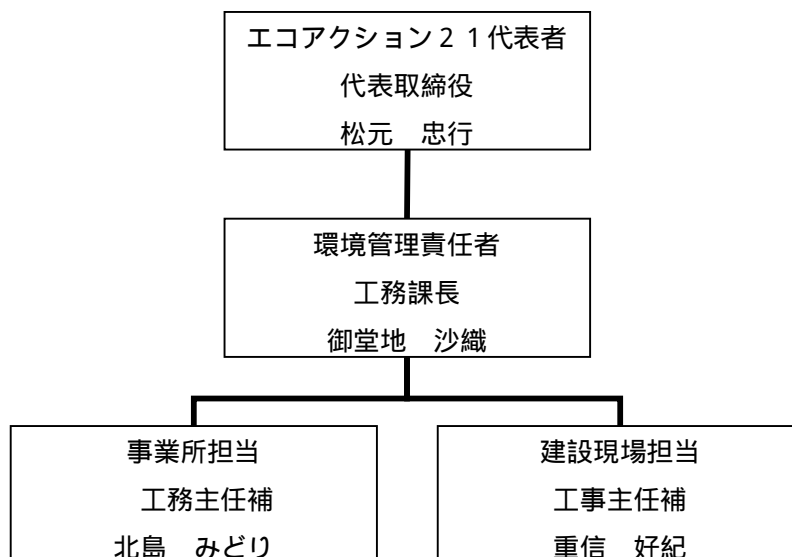 エコアクション２１代表者
代表取締役
松元　忠行
環境管理責任者
工務課長
御堂地　沙織
事業所担当
工務主任補
北島　みどり
建設現場担当
工事主任補
重信　好紀